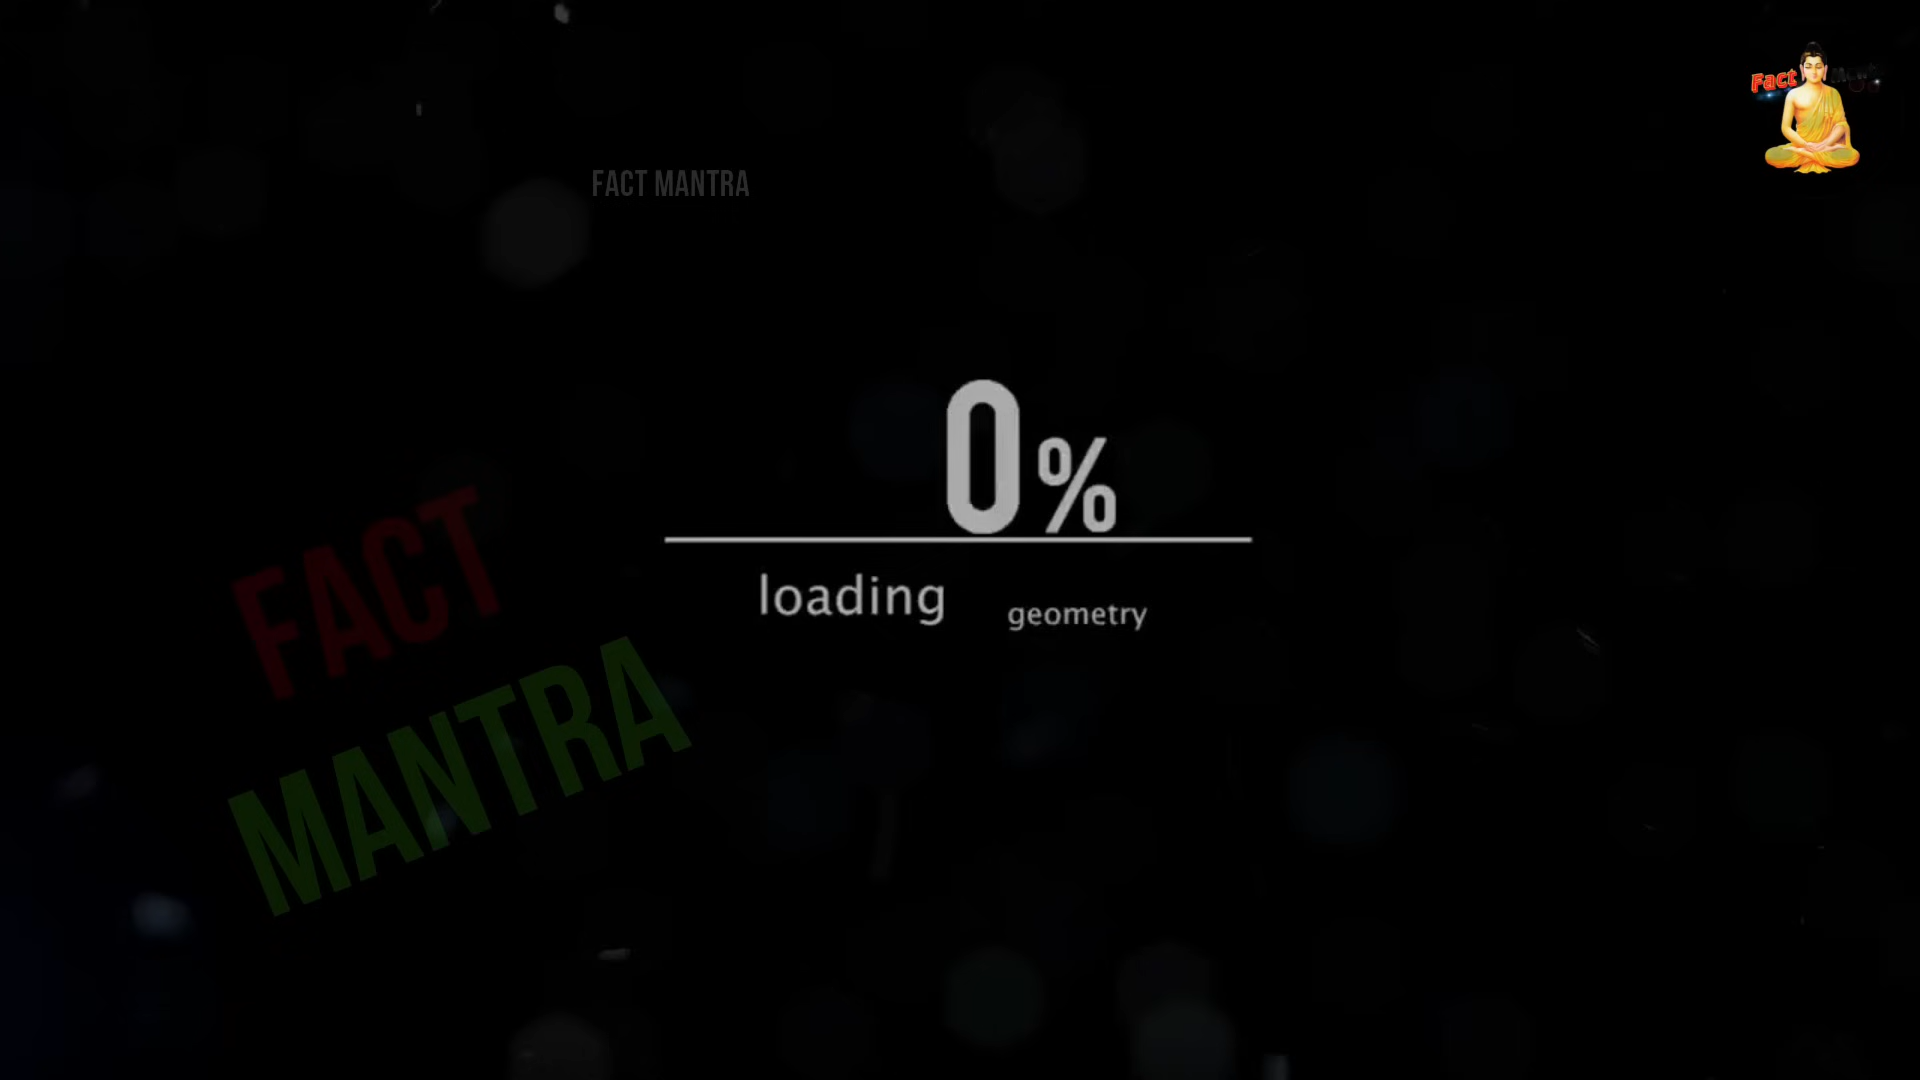 Fact
FACT MANTRA
0%
loading geometry
FACT
MANTRA